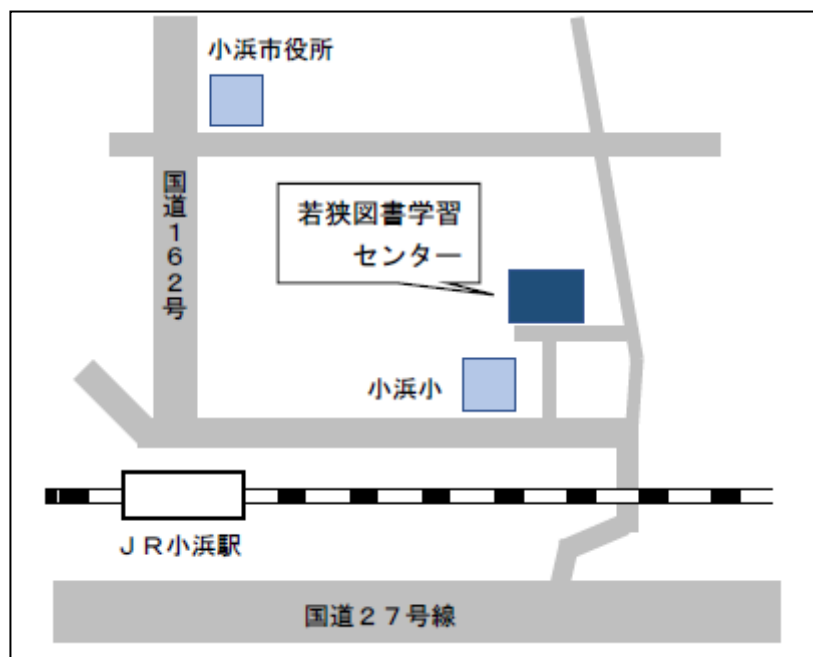 小浜市役所
国道１６２号
若狭図書学習
センター
小浜小
ＪＲ小浜駅
国道２７号線